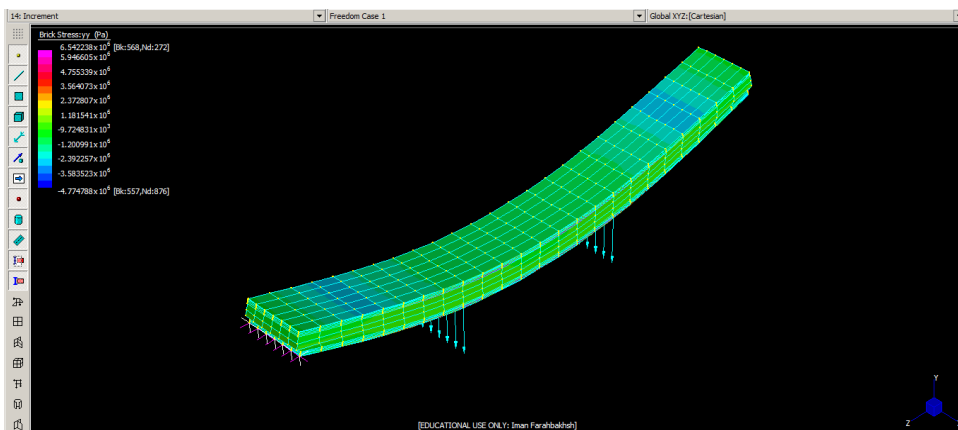 14: Increment
Freedom Case 1
Global XYZ:[Cartesian]
Brick Stress:yy (Pa)
6.542238x10⁶ [Bk:568,Nd:272]
5.946605x10⁶
4.755339x10⁶
3.564073x10⁶
2.372807x10⁶
1.181541x10⁶
-9.724831x10³
-1.200991x10⁶
-2.392257x10⁶
-3.583523x10⁶
-4.774788x10⁶ [Bk:557,Nd:876]
Y
Z
[EDUCATIONAL USE ONLY: Iman Farahbakhsh]